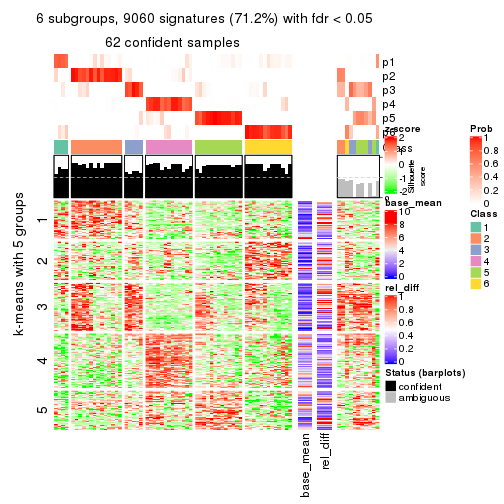 6 subgroups, 9060 signatures (71.2%) with fdr < 0.05
62 confident samples
p1
p2
p3
p4
p5
p6
Class
Silhouette
score
k-means with 5 groups
1
2
3
4
5
base_mean
rel_diff
z-score
2
1
0
-1
-2
base_mean
10
8
6
4
2
0
rel_diff
1
0.8
0.6
0.4
0.2
0
Status (barplots)
confident
ambiguous
Prob
1
0.8
0.6
0.4
0.2
0
Class
1
2
3
4
5
6